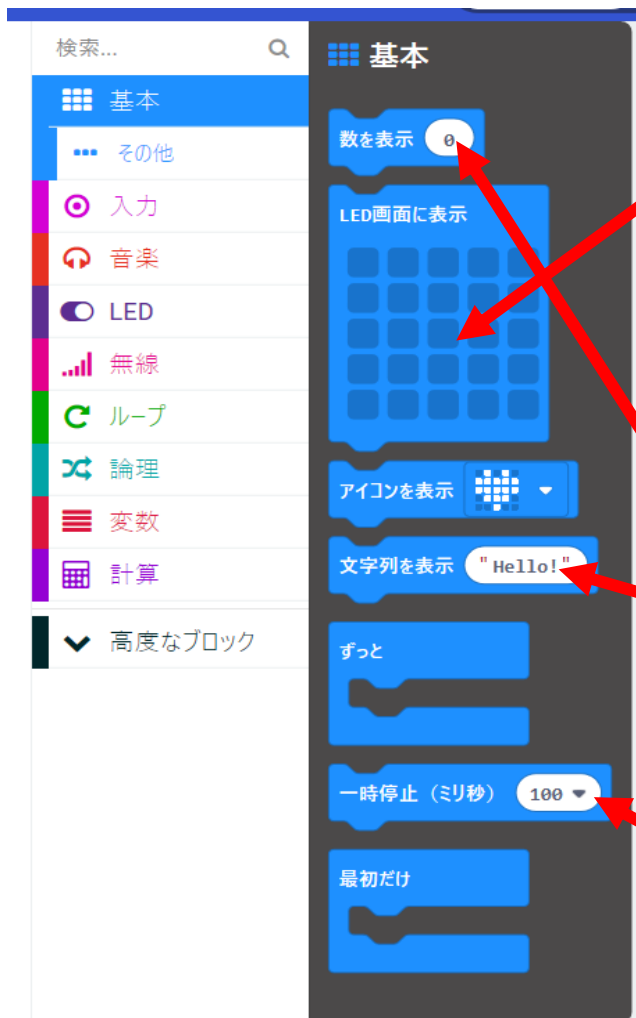 検索...
基本
その他
入力
音楽
LED
無線
ループ
論理
変数
計算
高度なブロック
基本
数を表示 0
LED画面に表示
アイコンを表示
文字列を表示 "Hello!"
ずっと
一時停止（ミリ秒） 100
最初だけ